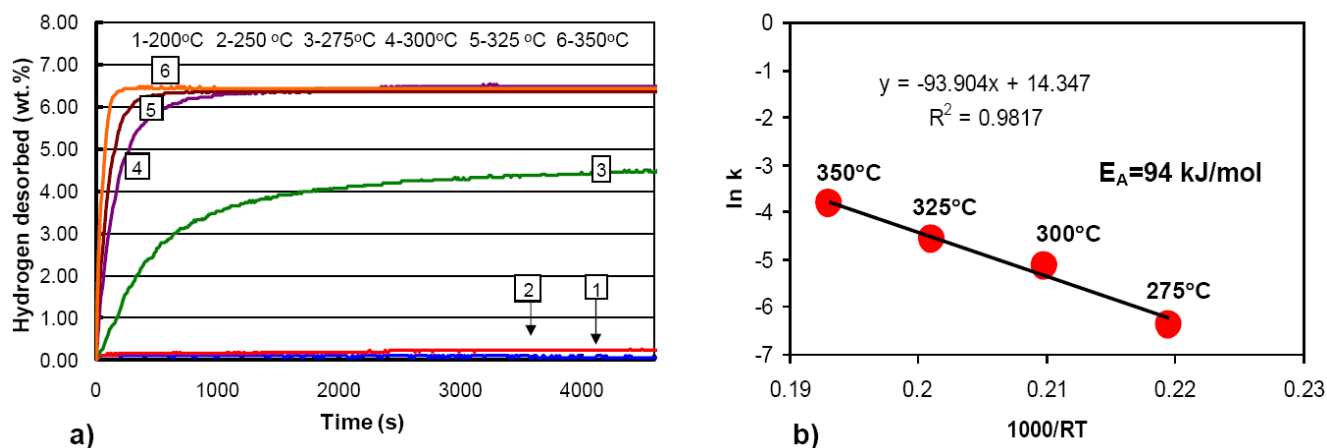 8.00
7.00
6.00
5.00
4.00
3.00
2.00
1.00
0.00
Hydrogen desorbed (wt.%)
1-200°C 2-250 °C 3-275°C 4-300°C 5-325 °C 6-350°C
6
5
4
3
2
1
0 1000 2000 3000 4000
Time (s)
a)
0
-1
-2
-3
-4
-5
-6
-7
ln k
y = -93.904x + 14.347
R² = 0.9817
E_A=94 kJ/mol
350°C
325°C
300°C
275°C
0.19 0.2 0.21 0.22 0.23
1000/RT
b)